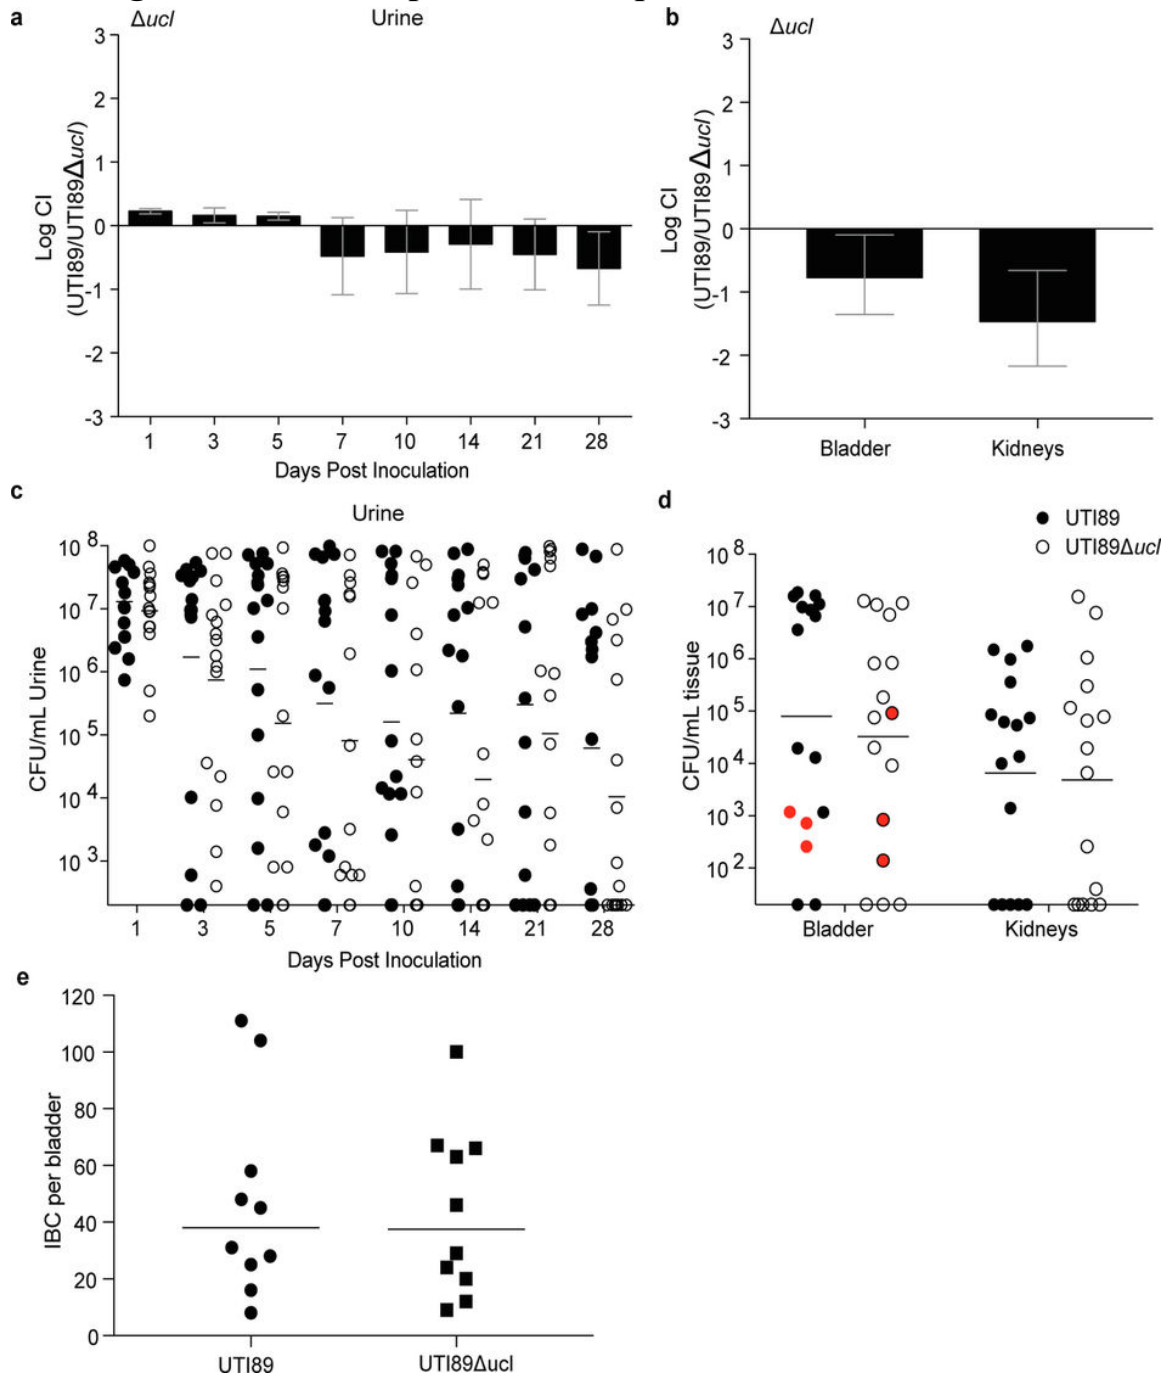 a
Δucl
Urine
3
2
1
0
-1
-2
-3
Log CI
(UTI89/UTI89Δucl)
1 3 5 7 10 14 21 28
Days Post Inoculation
b
Δucl
3
2
1
0
-1
-2
-3
Log CI
(UTI89/UTI89Δucl)
Bladder Kidneys
c
Urine
10 8
10 7
10 6
10 5
10 4
10 3
CFU/mL Urine
1 3 5 7 10 14 21 28
Days Post Inoculation
d
UTI89
UTI89Δucl
10 8
10 7
10 6
10 5
10 4
10 3
10 2
CFU/mL tissue
Bladder Kidneys
e
120
100
80
60
40
20
0
IBC per bladder
UTI89 UTI89Δucl